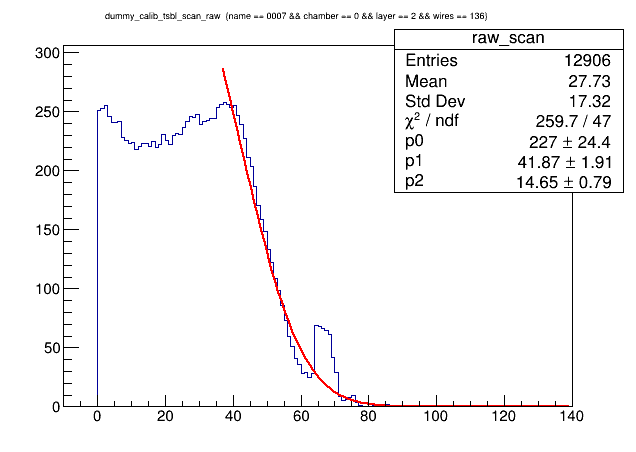 dummy_calib_tsbl_scan_raw (name == 0007 && chamber == 0 && layer == 2 && wires == 136)
raw_scan
Entries 12906
Mean 27.73
Std Dev 17.32
χ² / ndf 259.7 / 47
p0 227 ± 24.4
p1 41.87 ± 1.91
p2 14.65 ± 0.79
300
250
200
150
100
50
0
0 20 40 60 80 100 120 140